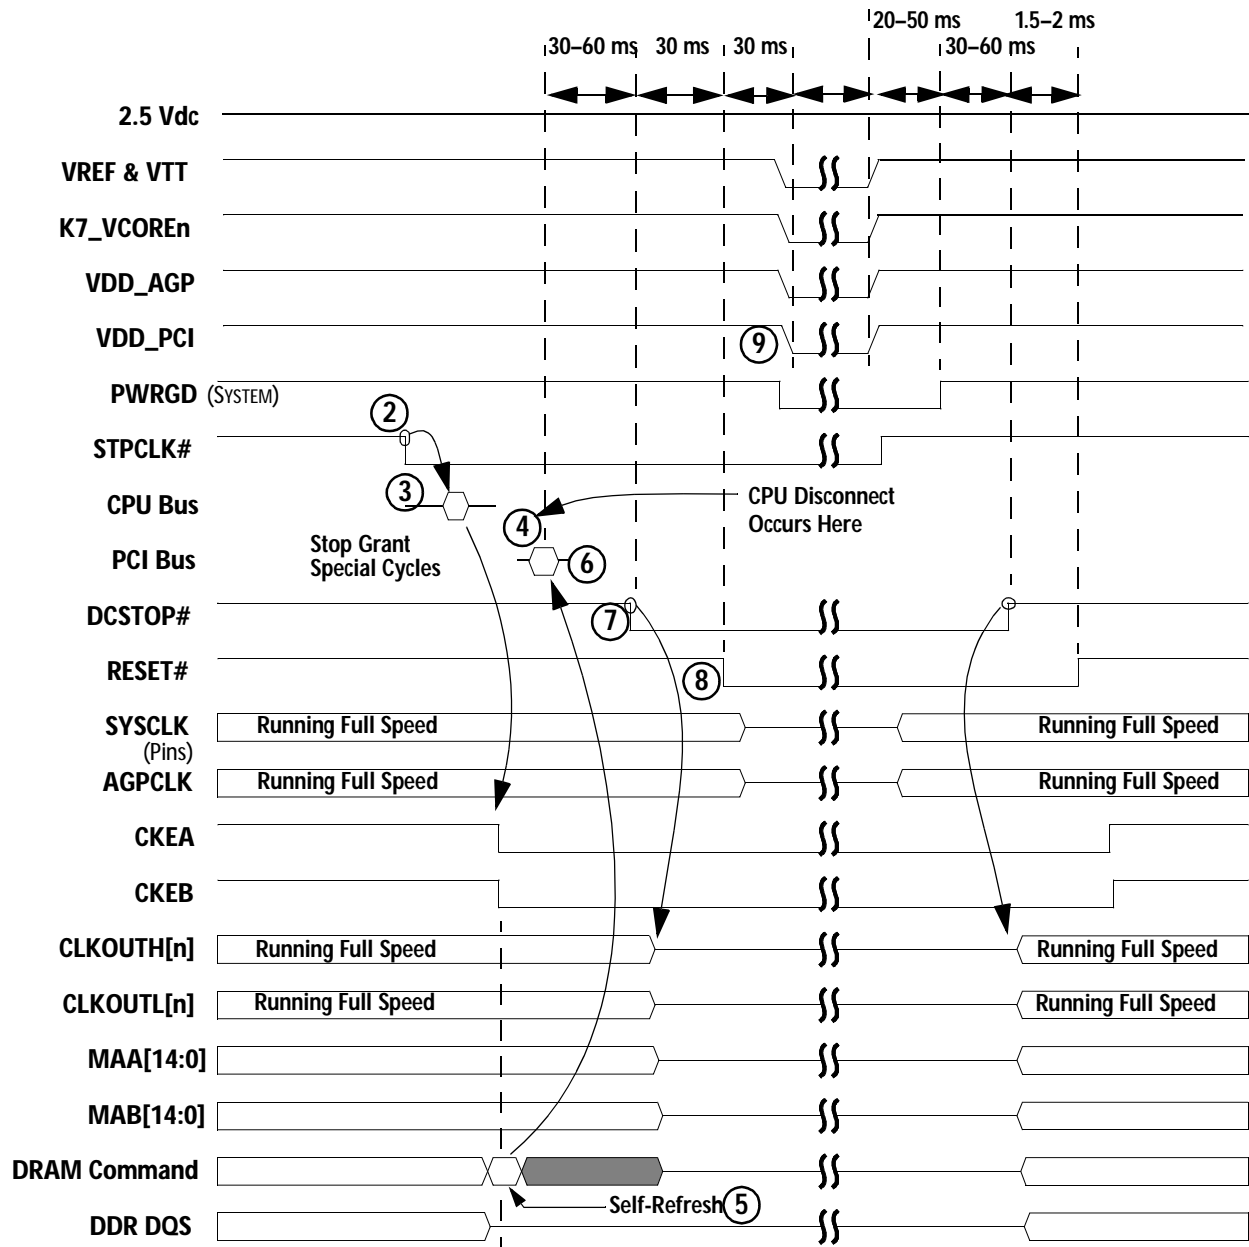 20–50 ms 1.5–2 ms
30–60 ms 30 ms 30 ms 30–60 ms
2.5 Vdc
VREF & VTT
K7_VCOREn
VDD_AGP
VDD_PCI 9
PWRGD (SYSTEM)
2
STPCLK#
3
CPU Bus
CPU Disconnect
Occurs Here
4
Stop Grant
Special Cycles
PCI Bus 6
DCSTOP# 7
RESET# 8
SYSCLK Running Full Speed Running Full Speed
(Pins)
AGPCLK Running Full Speed Running Full Speed
CKEA
CKEB
CLKOUTH[n] Running Full Speed Running Full Speed
CLKOUTL[n] Running Full Speed Running Full Speed
MAA[14:0]
MAB[14:0]
DRAM Command
Self-Refresh 5
DDR DQS